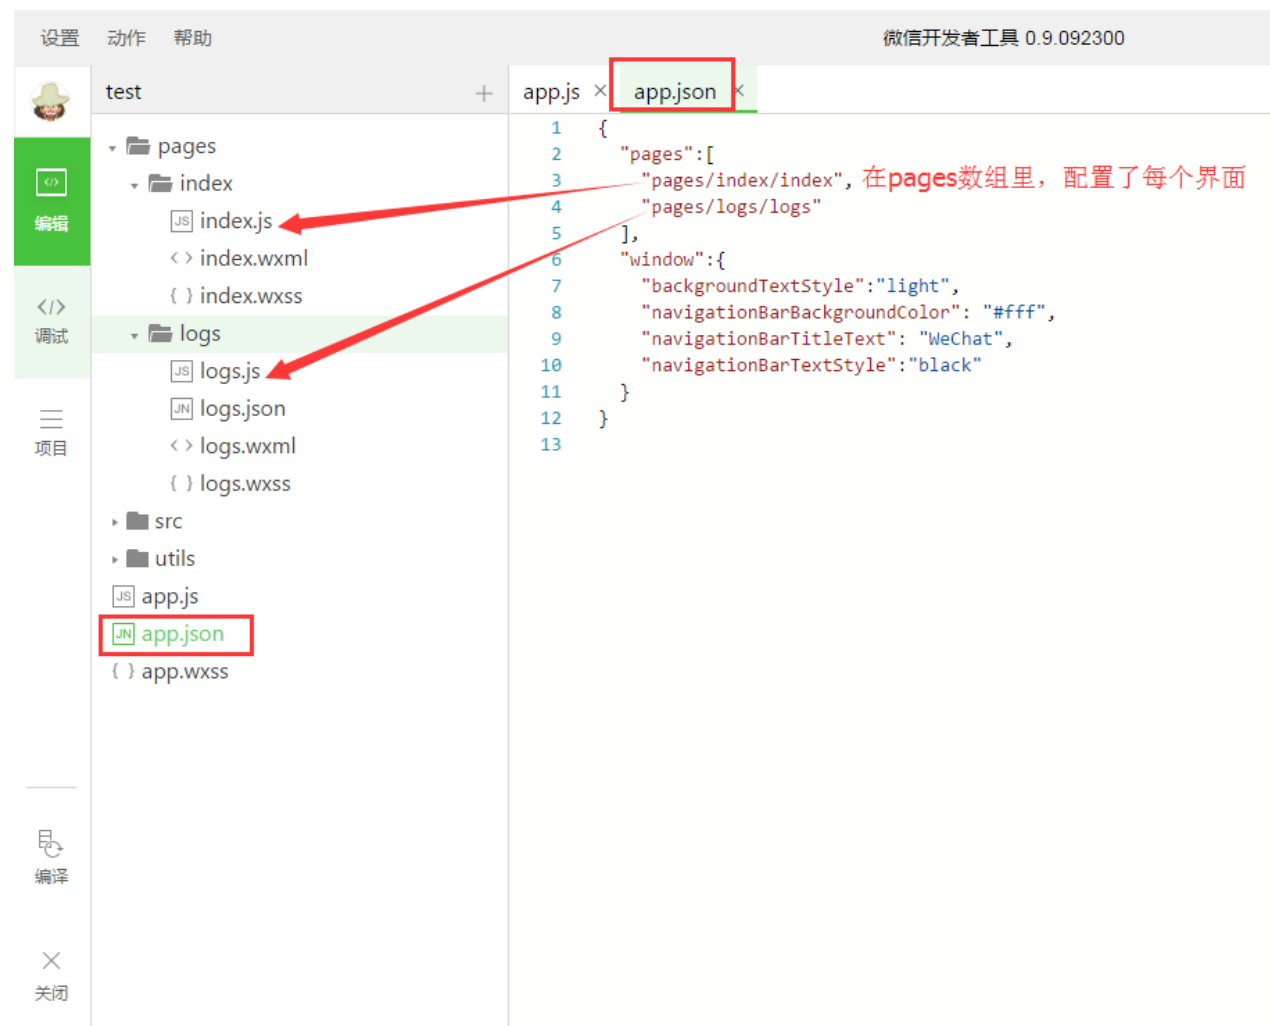 设置 动作 帮助 微信开发者工具 0.9.092300
test + app.js × app.json ×
编辑
调试
项目
编译
关闭
pages
index
JS index.js
< > index.wxml
{ } index.wxss
logs
JS logs.js
JN logs.json
< > logs.wxml
{ } logs.wxss
src
utils
JS app.js
JN app.json
{ } app.wxss
1 {
2 "pages":[
3 "pages/index/index", 在pages数组里，配置了每个界面
4 "pages/logs/logs"
5 ],
6 "window":{
7 "backgroundTextStyle":"light",
8 "navigationBarBackgroundColor": "#fff",
9 "navigationBarTitleText": "WeChat",
10 "navigationBarTextStyle":"black"
11 }
12 }
13